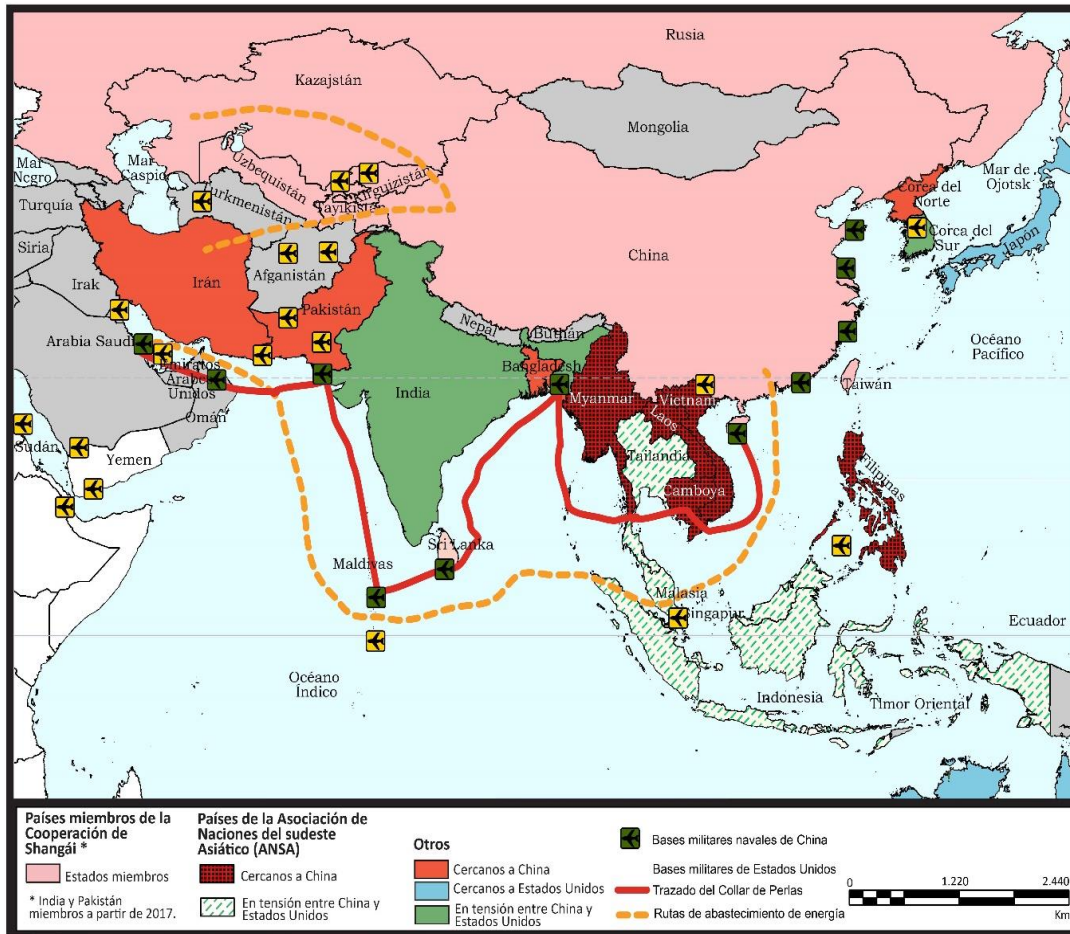 Rusia
Kazajstán
Mongolia
Mar
Negro
Mar
Caspio
Uzbequistán
Kirguizistán
Turkmenistán
Tayikistán
Turquía
Siria
Irak
Irán
Afganistán
Pakistán
China
Corea del
Norte
Corea del
Sur
Japón
Mar de
Ojotsk
Océano
Pacífico
Nepal
Buthán
Bangladesh
India
Myanmar
Vietnam
Laos
Tailandia
Camboya
Taiwán
Filipinas
Arabia Saudi
Emiratos
Arabes
Unidos
Omán
Yemen
Sudán
Maldivas
Sri Lanka
Malasia
Singapur
Ecuador
Océano
Índico
Indonesia
Timor Oriental
Países miembros de la
Cooperación de
Shangái *
Estados miembros
* India y Pakistán
miembros a partir de 2017.
Países de la Asociación de
Naciones del sudeste
Asiático (ANSA)
Cercanos a China
En tensión entre China y
Estados Unidos
Otros
Cercanos a China
Cercanos a Estados Unidos
En tensión entre China y
Estados Unidos
Bases militares navales de China
Bases militares de Estados Unidos
Trazado del Collar de Perlas
Rutas de abastecimiento de energía
0 1.220 2.440
Km